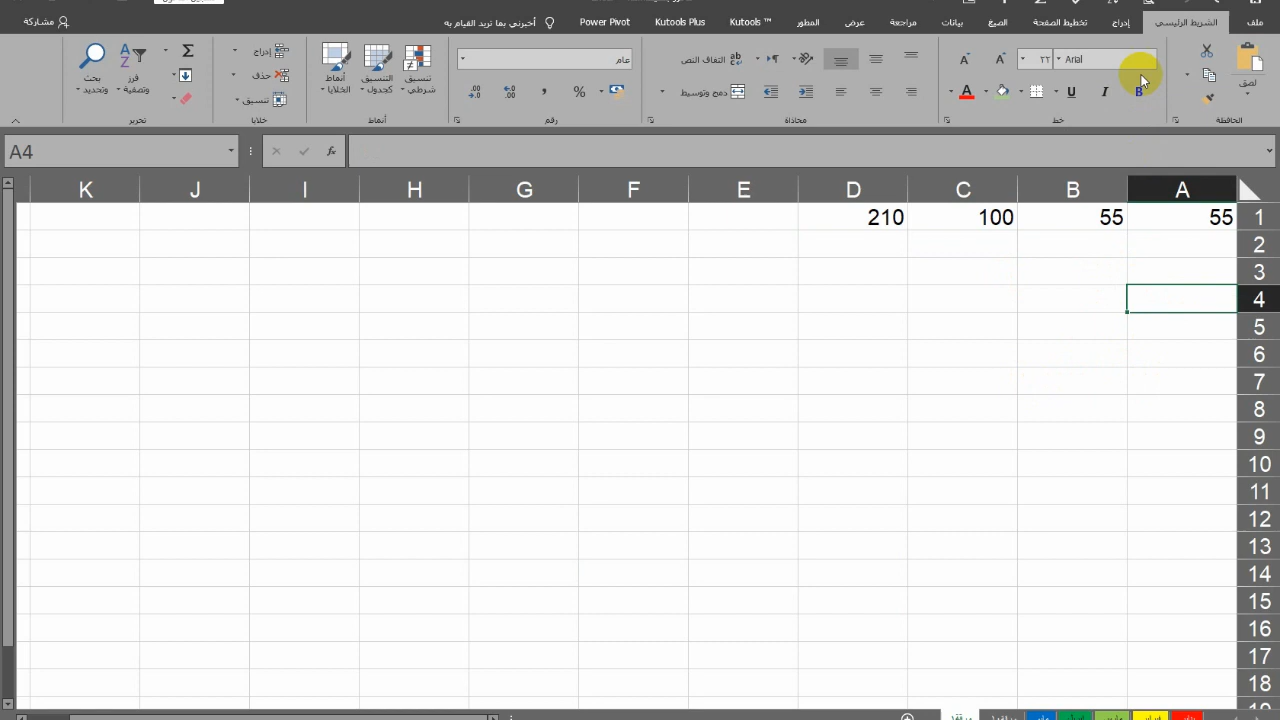 ملف
الشريط الرئيسي
إدراج
تخطيط الصفحة
الصيغ
بيانات
مراجعة
عرض
المطور
Kutools ™
Kutools Plus
Power Pivot
أخبرني بما تريد القيام به
مشاركة
لصق
الحافظة
Arial
٢٢
B I U
خط
التفاف النص
دمج وتوسيط
محاذاة
عام
رقم
تنسيق شرطي
التنسيق كجدول
أنماط الخلايا
أنماط
إدراج
حذف
تنسيق
خلايا
فرز وتصفية
بحث وتحديد
تحرير
A4
fx
A B C D E F G H I J K
1 55 55 100 210
2
3
4
5
6
7
8
9
10
11
12
13
14
15
16
17
18